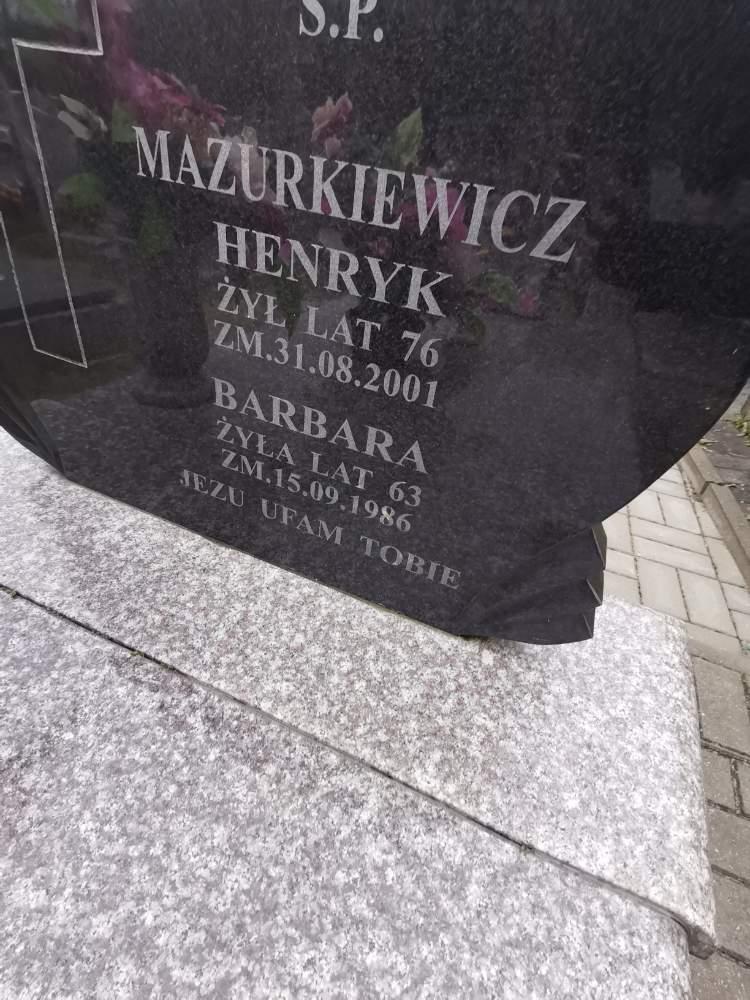 Ś.P.
MAZURKIEWICZ
HENRYK
ŻYŁ LAT 76
ZM.31.08.2001
BARBARA
ŻYŁA LAT 63
ZM.15.09.1986
JEZU UFAM TOBIE